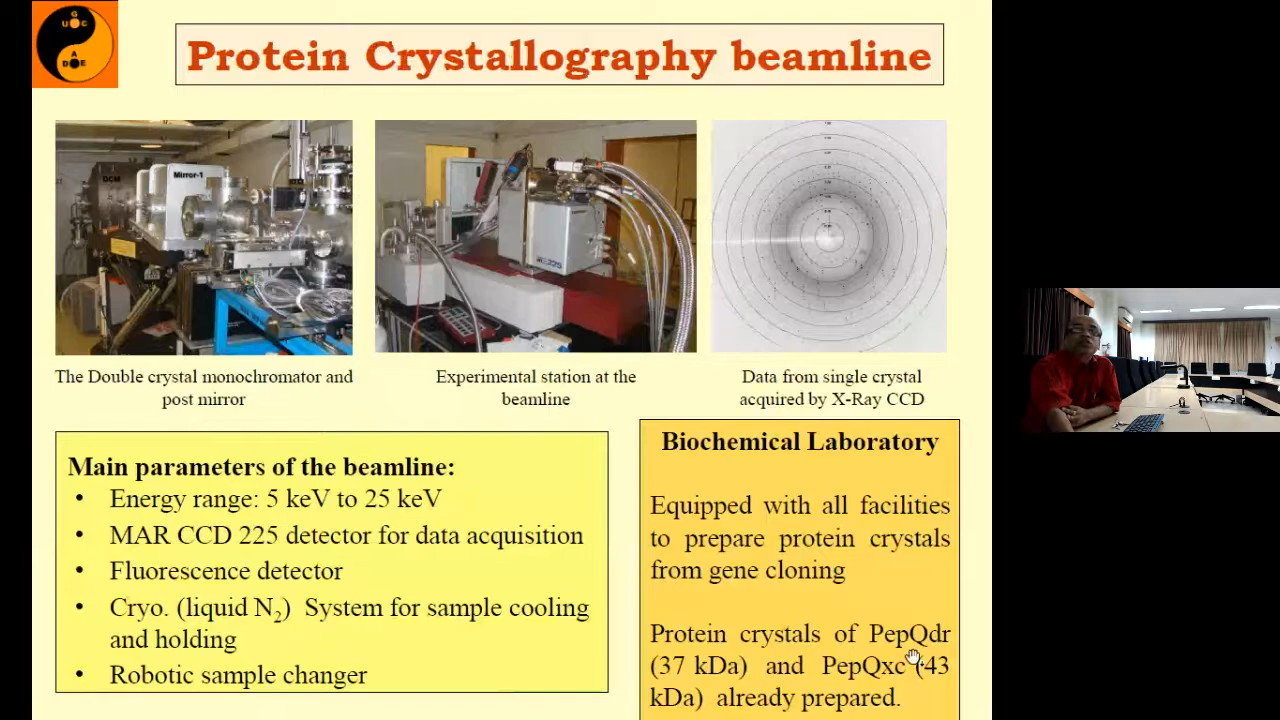 G
U G C
A
D E
Protein Crystallography beamline
DCM
Mirror-1
The Double crystal monochromator and
post mirror
Experimental station at the
beamline
Data from single crystal
acquired by X-Ray CCD
Main parameters of the beamline:
• Energy range: 5 keV to 25 keV
• MAR CCD 225 detector for data acquisition
• Fluorescence detector
• Cryo. (liquid N₂) System for sample cooling
and holding
• Robotic sample changer
Biochemical Laboratory
Equipped with all facilities
to prepare protein crystals
from gene cloning
Protein crystals of PepQdr
(37 kDa) and PepQxc (43
kDa) already prepared.